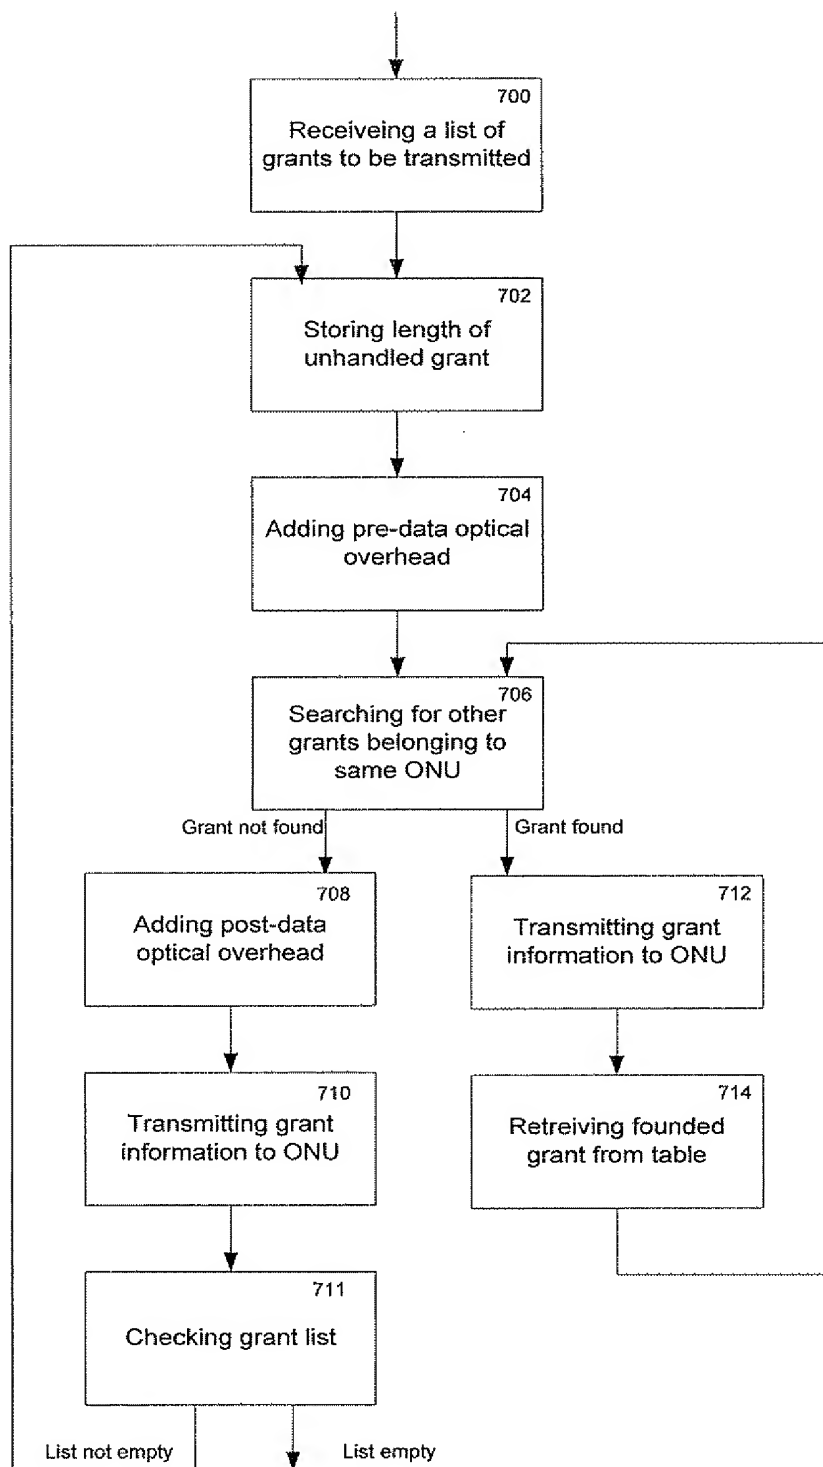 700
Receiveing a list of
grants to be transmitted
702
Storing length of
unhandled grant
704
Adding pre-data optical
overhead
706
Searching for other
grants belonging to
same ONU
Grant not found
Grant found
708
Adding post-data
optical overhead
712
Transmitting grant
information to ONU
710
Transmitting grant
information to ONU
714
Retreiving founded
grant from table
711
Checking grant list
List not empty
List empty